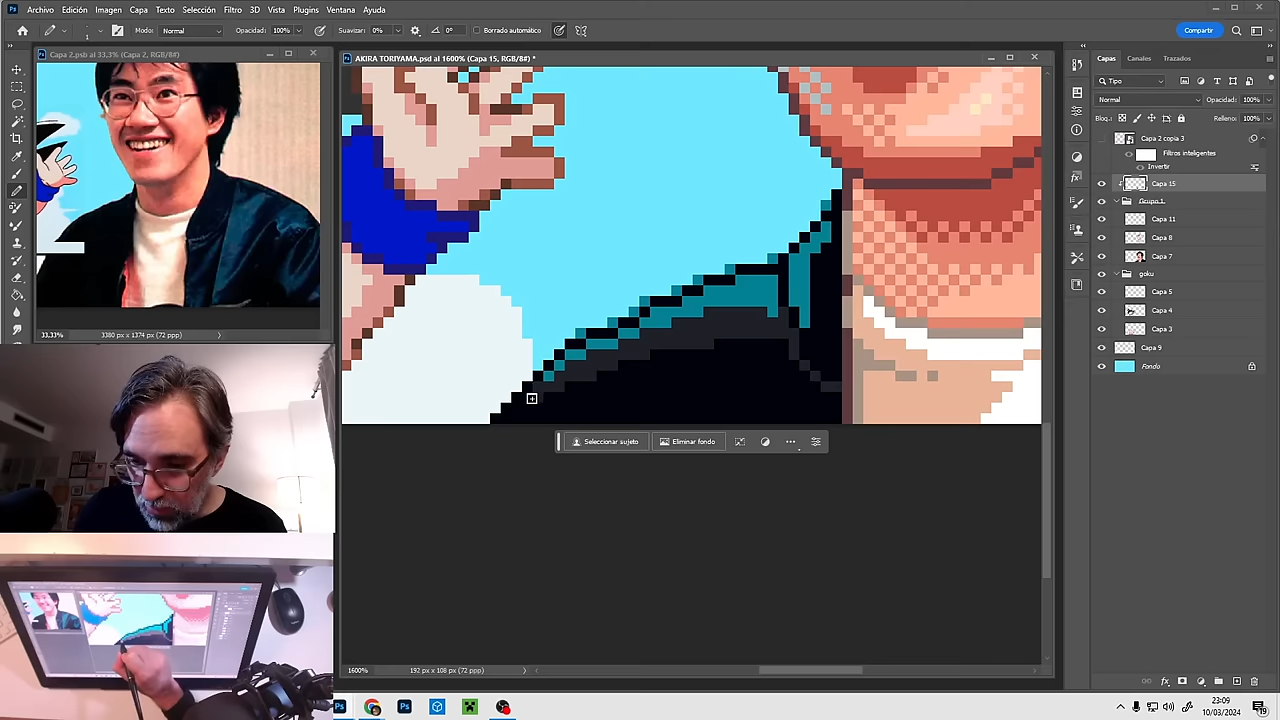 Ps Archivo Edición Imagen Capa Texto Selección Filtro 3D Vista Plugins Ventana Ayuda
1 Modo: Normal Opacidad: 100% Suavizar: 0% 0° Borrado automático Compartir
Capa 2.psb al 33,3% (Capa 2, RGB/8#)
AKIRA TORIYAMA.psd al 1600% (Capa 15, RGB/8#) *
Capas Canales Trazados
Tipo
Normal Opacidad: 100%
Bloq.: Relleno: 100%
Capa 2 copia 3
Filtros inteligentes
Invertir
Capa 15
Grupo 1
Capa 11
Capa 8
Capa 7
goku
Capa 5
Capa 4
Capa 3
Capa 9
Fondo
33,33% 3380 px x 1374 px (72 ppp)
Seleccionar sujeto Eliminar fondo
1600% 192 px x 108 px (72 ppp)
fx
Ps Ps
23:09
10/03/2024